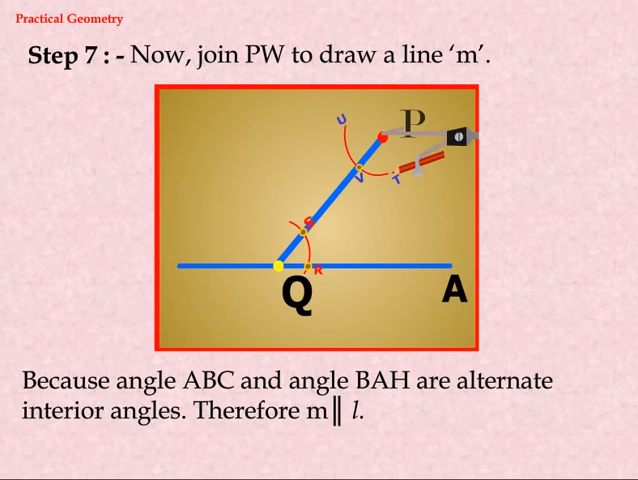 Practical Geometry
Step 7 : - Now, join PW to draw a line ‘m’.
U
P
V
T
S
R
Q
A
Because angle ABC and angle BAH are alternate
interior angles. Therefore m∥ l.